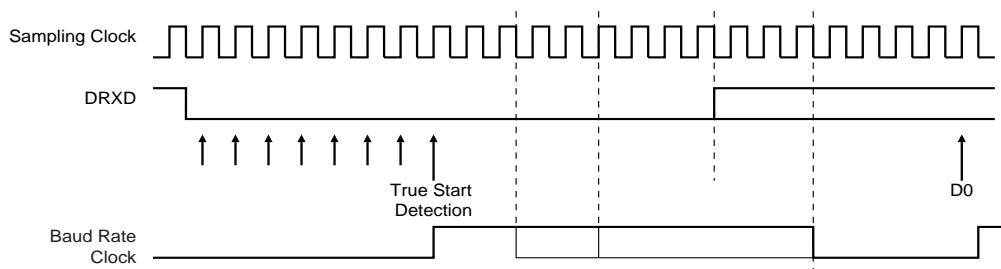 Sampling Clock
DRXD
True Start
Detection
D0
Baud Rate
Clock